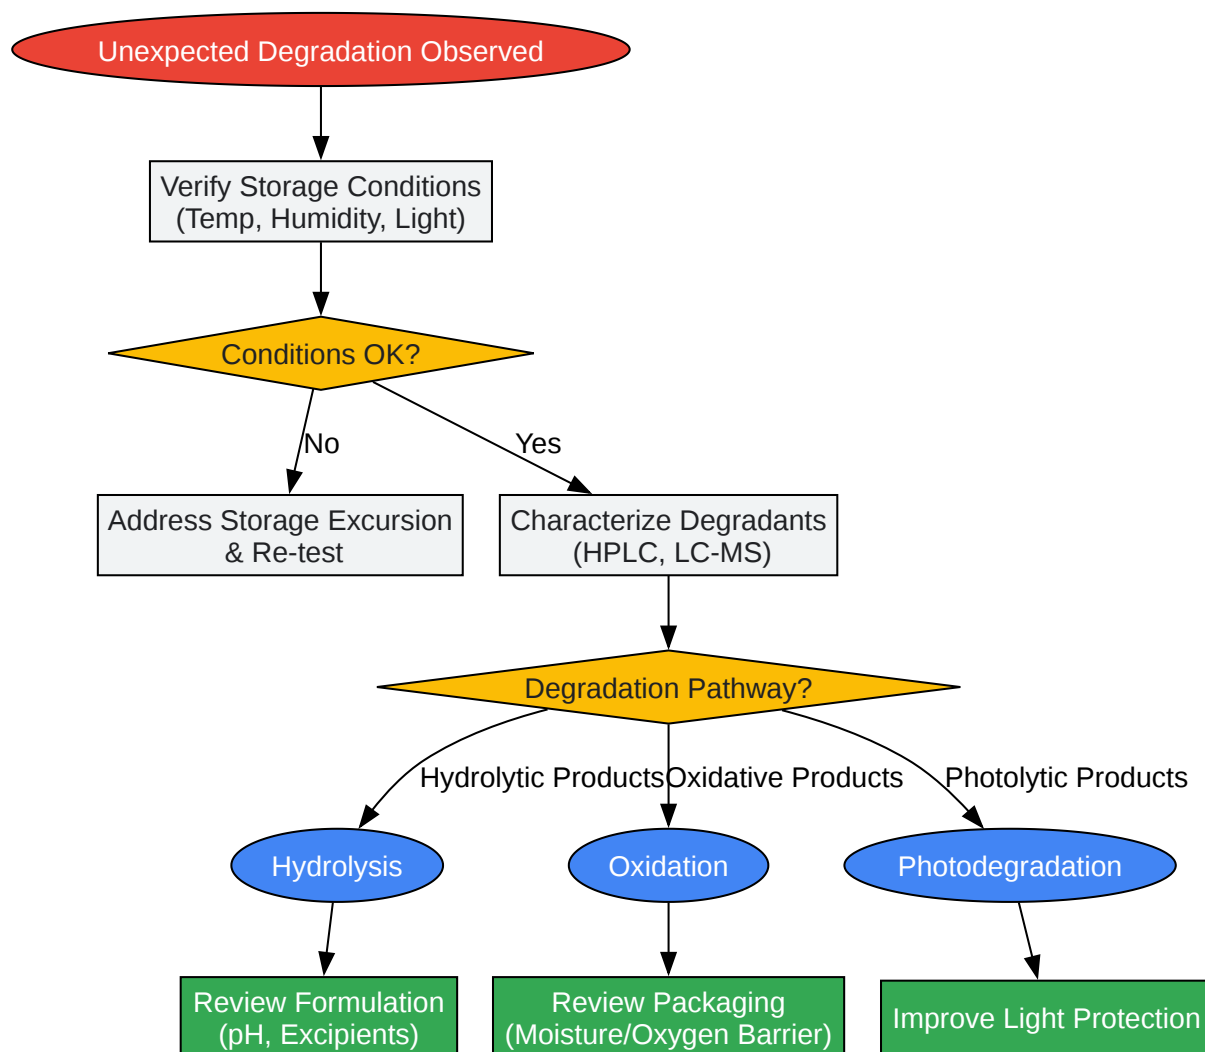 Unexpected Degradation Observed
Verify Storage Conditions
(Temp, Humidity, Light)
Conditions OK?
No
Yes
Address Storage Excursion
& Re-test
Characterize Degradants
(HPLC, LC-MS)
Degradation Pathway?
Hydrolytic Products
Oxidative Products
Photolytic Products
Hydrolysis
Oxidation
Photodegradation
Review Formulation
(pH, Excipients)
Review Packaging
(Moisture/Oxygen Barrier)
Improve Light Protection